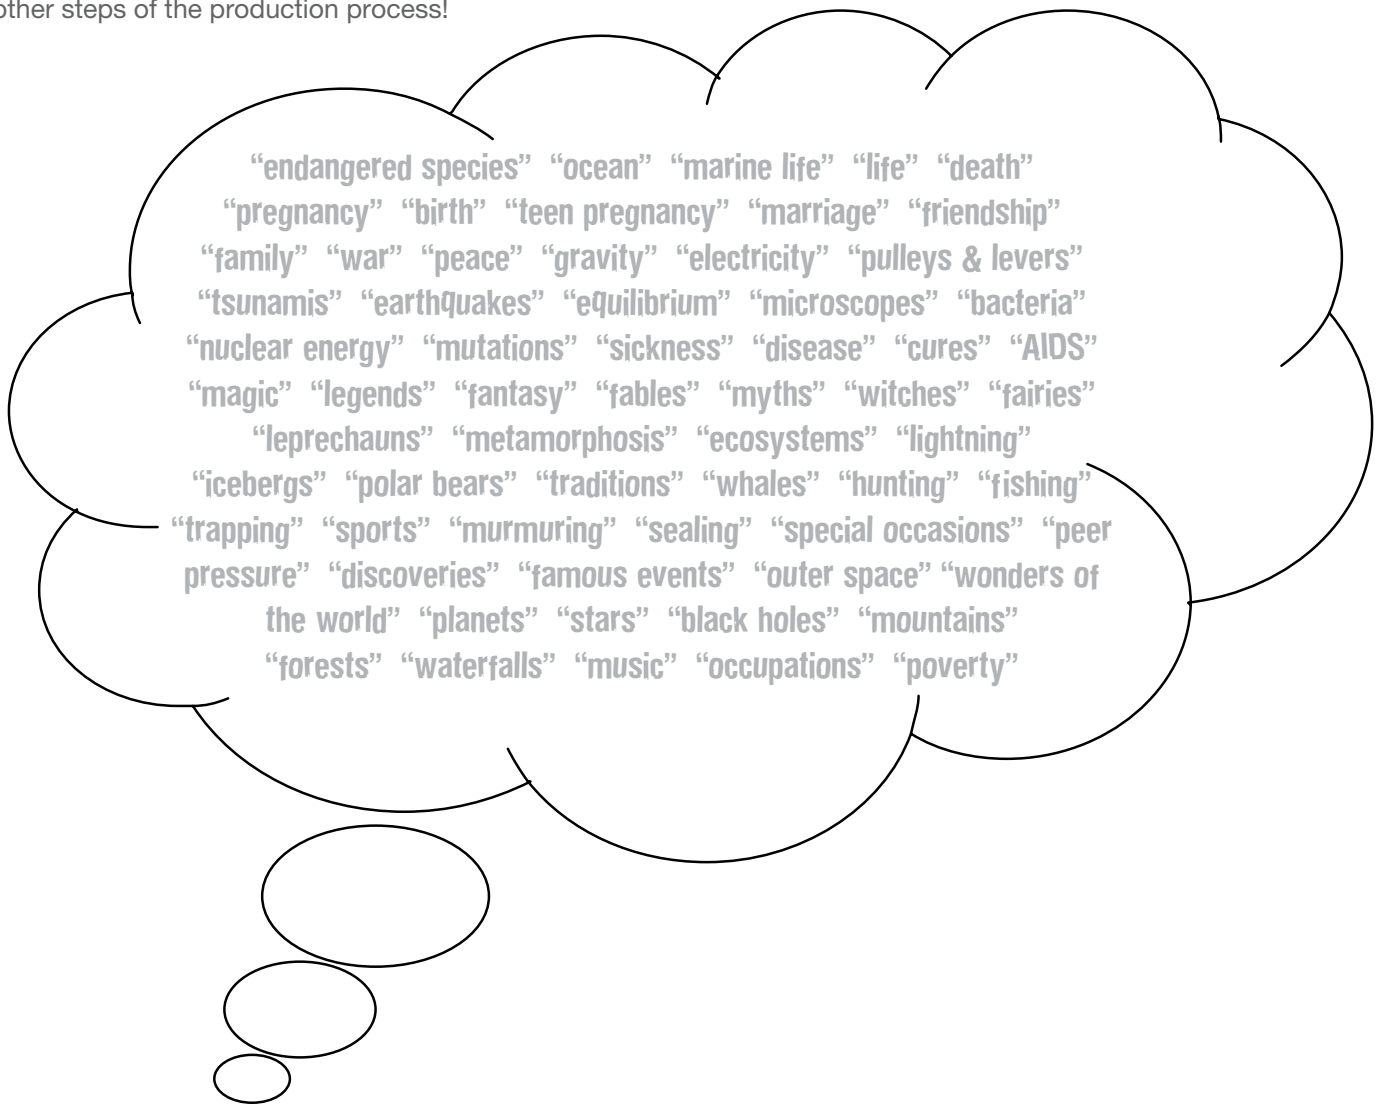 other steps of the production process!
“endangered species” “ocean” “marine life” “life” “death”
“pregnancy” “birth” “teen pregnancy” “marriage” “friendship”
“family” “war” “peace” “gravity” “electricity” “pulleys & levers”
“tsunamis” “earthquakes” “equilibrium” “microscopes” “bacteria”
“nuclear energy” “mutations” “sickness” “disease” “cures” “AIDS”
“magic” “legends” “fantasy” “fables” “myths” “witches” “fairies”
“leprechauns” “metamorphosis” “ecosystems” “lightning”
“icebergs” “polar bears” “traditions” “whales” “hunting” “fishing”
“trapping” “sports” “murmuring” “sealing” “special occasions” “peer
pressure” “discoveries” “famous events” “outer space” “wonders of
the world” “planets” “stars” “black holes” “mountains”
“forests” “waterfalls” “music” “occupations” “poverty”